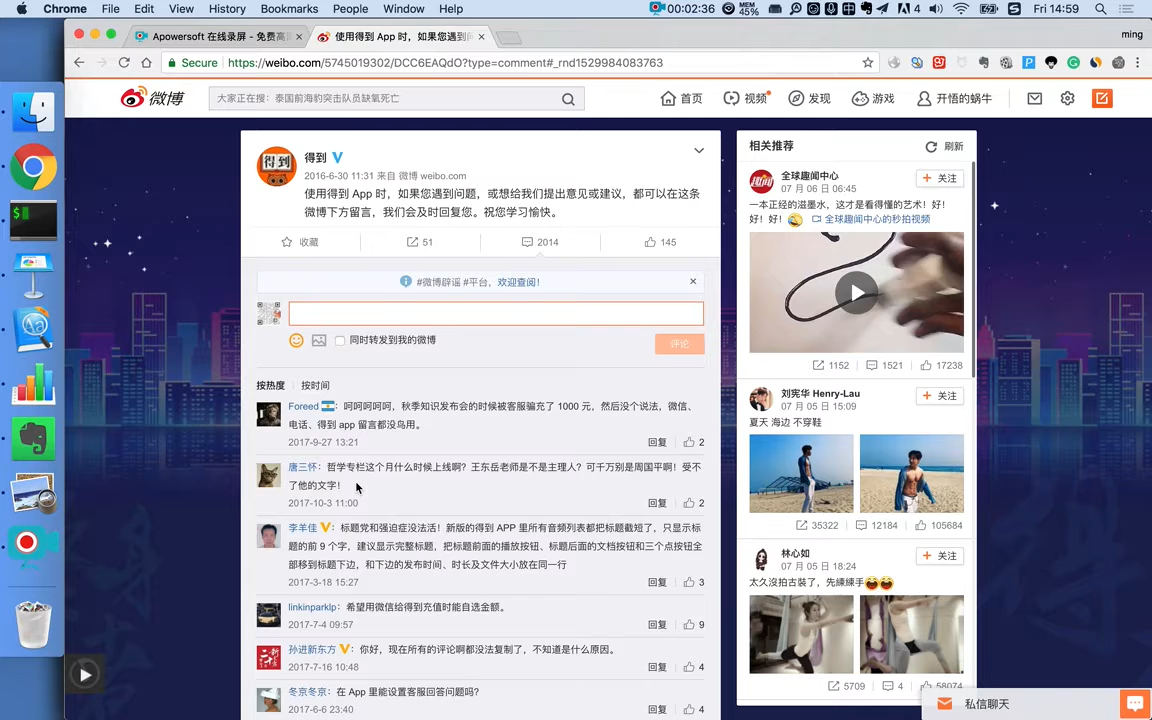 Chrome File Edit View History Bookmarks People Window Help 00:02:36 MEM 45% 4 Fri 14:59
Apowersoft 在线录屏 - 免费高清 × 使用得到 App 时，如果您遇到问 × ming
Secure https://weibo.com/5745019302/DCC6EAQdO?type=comment#_rnd1529984083763
微博 大家正在搜：泰国前海豹突击队员缺氧死亡 首页 视频 发现 游戏 开悟的蜗牛
得到 V
2016-6-30 11:31 来自 微博 weibo.com
使用得到 App 时，如果您遇到问题，或想给我们提出意见或建议，都可以在这条
微博下方留言，我们会及时回复您。祝您学习愉快。
收藏 51 2014 145
#微博辟谣 #平台，欢迎查阅! ×
同时转发到我的微博 评论
按热度 按时间
Foreed：呵呵呵呵呵，秋季知识发布会的时候被客服骗充了 1000 元，然后没个说法，微信、
电话、得到 app 留言都没鸟用。
2017-9-27 13:21 回复 2
唐三怀：哲学专栏这个月什么时候上线啊？王东岳老师是不是主理人？可千万别是周国平啊！受不
了他的文字！
2017-10-3 11:00 回复 2
李羊佳 V：标题党和强迫症没法活！新版的得到 APP 里所有音频列表都把标题截短了，只显示标
题的前 9 个字，建议显示完整标题，把标题前面的播放按钮、标题后面的文档按钮和三个点按钮全
部移到标题下边，和下边的发布时间、时长及文件大小放在同一行
2017-3-18 15:27 回复 3
linkinparklp：希望用微信给得到充值时能自选金额。
2017-7-4 09:57 回复 9
孙进新东方 V：你好，现在所有的评论啊都没法复制了，不知道是什么原因。
2017-7-16 10:48 回复 4
冬京冬京：在 App 里能设置客服回答问题吗?
2017-6-6 23:40 回复 4
相关推荐 刷新
全球趣闻中心
07 月 06 日 06:45 + 关注
一本正经的滋墨水，这才是看得懂的艺术！好！
好！好！ 全球趣闻中心的秒拍视频
1152 1521 17238
刘宪华 Henry-Lau
07 月 05 日 15:09 + 关注
夏天 海边 不穿鞋
35322 12184 105684
林心如
07 月 05 日 18:24 + 关注
太久没拍古装了，先練練手
5709 4 58074
私信聊天